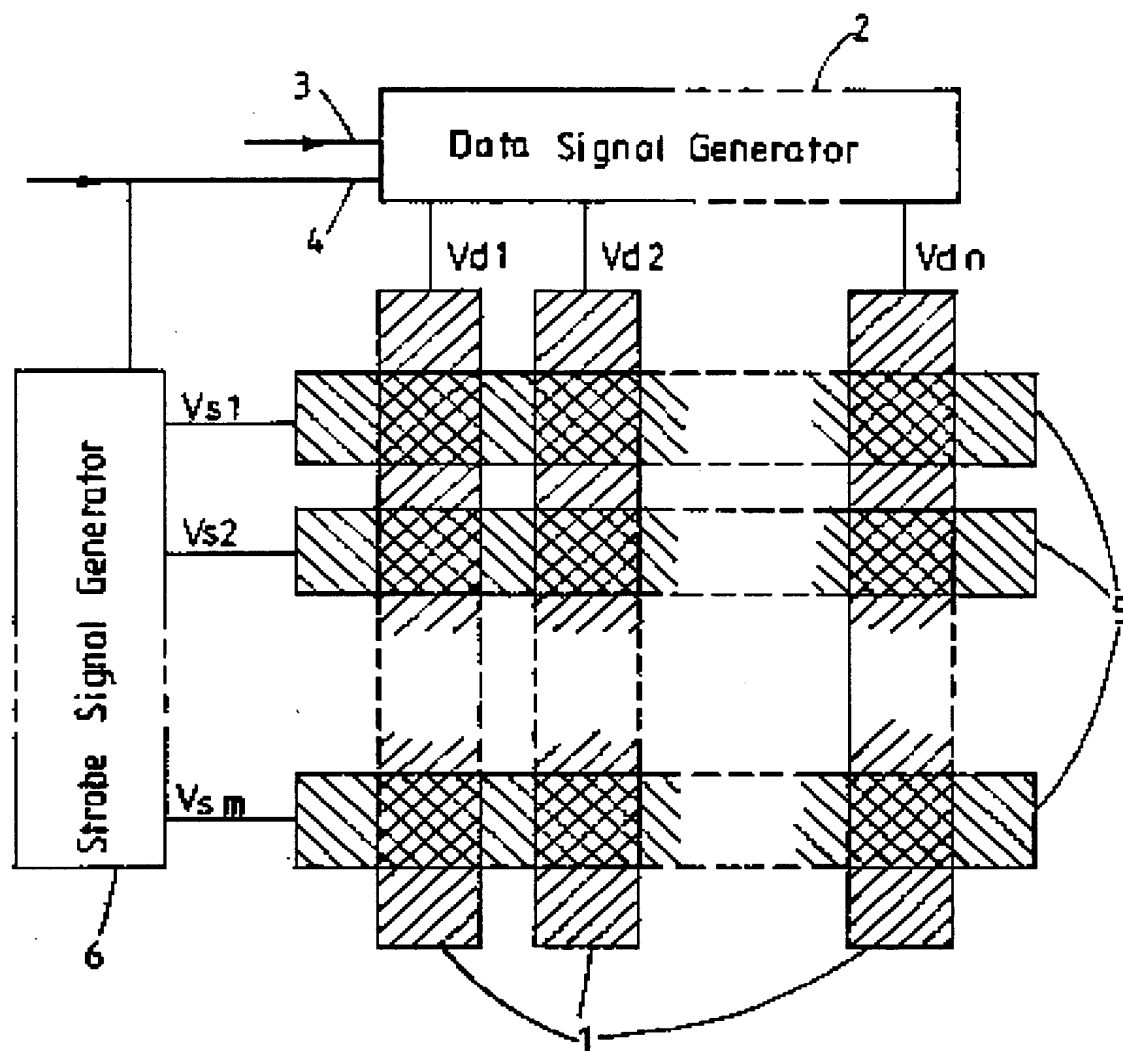 2
3
Data Signal Generator
4
Vd1 Vd2 Vdn
Vs1
Vs2
Vsm
Strobe Signal Generator
6
1